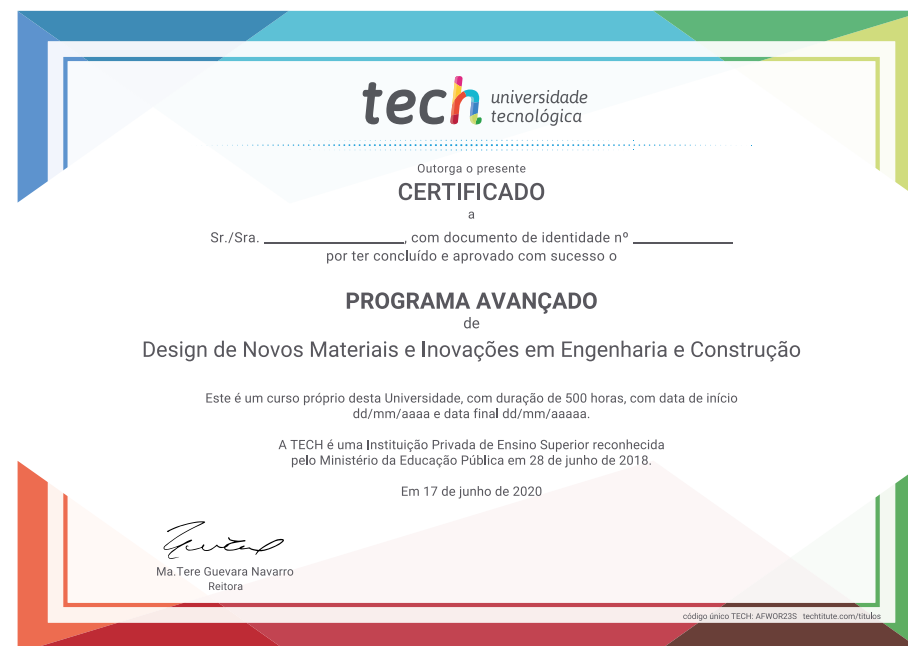 tech universidade
tecnológica
Outorga o presente
CERTIFICADO
a
Sr./Sra. ______________, com documento de identidade nº __________
por ter concluído e aprovado com sucesso o
PROGRAMA AVANÇADO
de
Design de Novos Materiais e Inovações em Engenharia e Construção
Este é um curso próprio desta Universidade, com duração de 500 horas, com data de início
dd/mm/aaaa e data final dd/mm/aaaaa.
A TECH é uma Instituição Privada de Ensino Superior reconhecida
pelo Ministério da Educação Pública em 28 de junho de 2018.
Em 17 de junho de 2020
Ma.Tere Guevara Navarro
Reitora
código único TECH: AFWOR23S techtitute.com/titulos